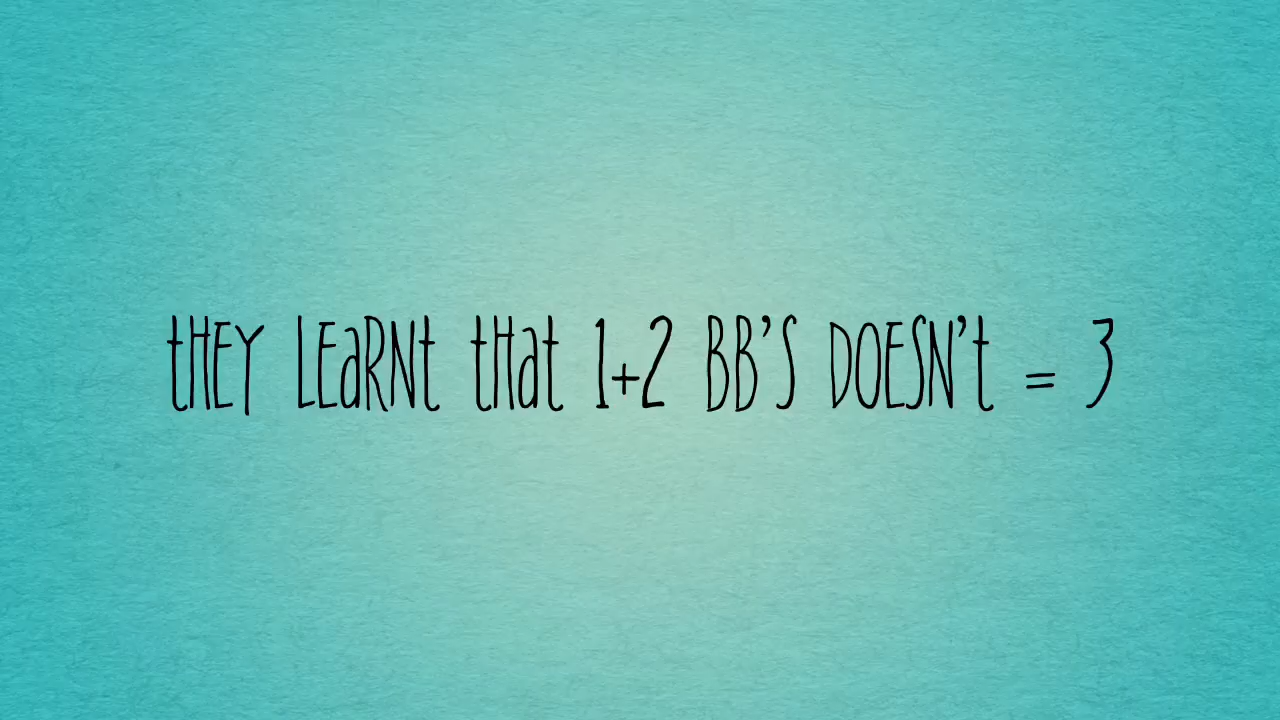 tHEY LEaRNt tHat 1+2 BB'S DOESN't = 3